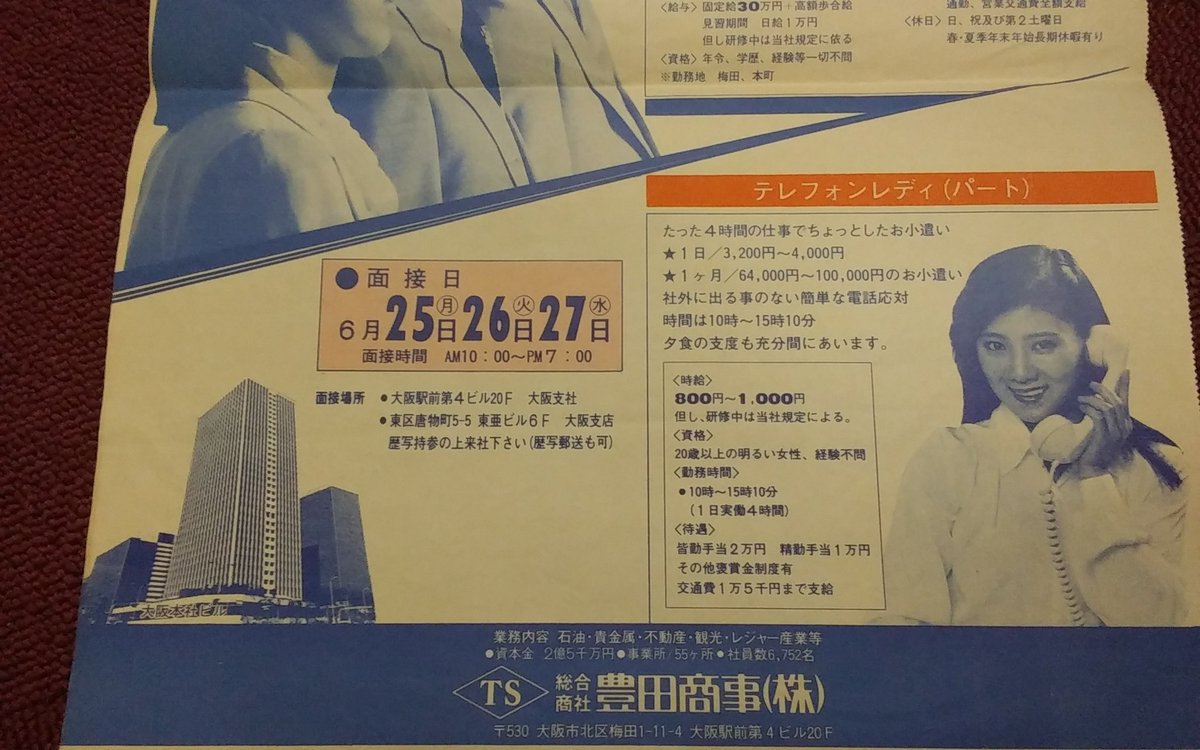 〈給与〉固定給30万円＋高額歩合給
見習期間 日給1万円
但し研修中は当社規定に依る
〈資格〉年令、学歴、経験等一切不問
※勤務地 梅田、本町
通勤、営業交通費全額支給
〈休日〉日、祝及び第2土曜日
春・夏季年末年始長期休暇有り
テレフォンレディ(パート)
たった4時間の仕事でちょっとしたお小遣い
★1日／3,200円〜4,000円
★1ヶ月／64,000円〜100,000円のお小遣い
社外に出る事のない簡単な電話応対
時間は10時〜15時10分
夕食の支度も充分間にあいます。
〈時給〉
800円〜1,000円
但し、研修中は当社規定による。
〈資格〉
20歳以上の明るい女性、経験不問
〈勤務時間〉
●10時〜15時10分
(1日実働4時間)
〈待遇〉
皆勤手当2万円 精勤手当1万円
その他褒賞金制度有
交通費1万5千円まで支給
●面接日
6月25日㊊26日㊋27日㊌
面接時間 AM10：00〜PM7：00
面接場所 ●大阪駅前第4ビル20F 大阪支社
●東区唐物町5-5 東亜ビル6F 大阪支店
歴写持参の上来社下さい(歴写郵送も可)
大阪本社ビル
業務内容 石油・貴金属・不動産・観光・レジャー産業等
●資本金 2億5千万円●事業所/55ヶ所●社員数6,752名
TS 総合商社 豊田商事(株)
〒530 大阪市北区梅田1-11-4 大阪駅前第4ビル20F